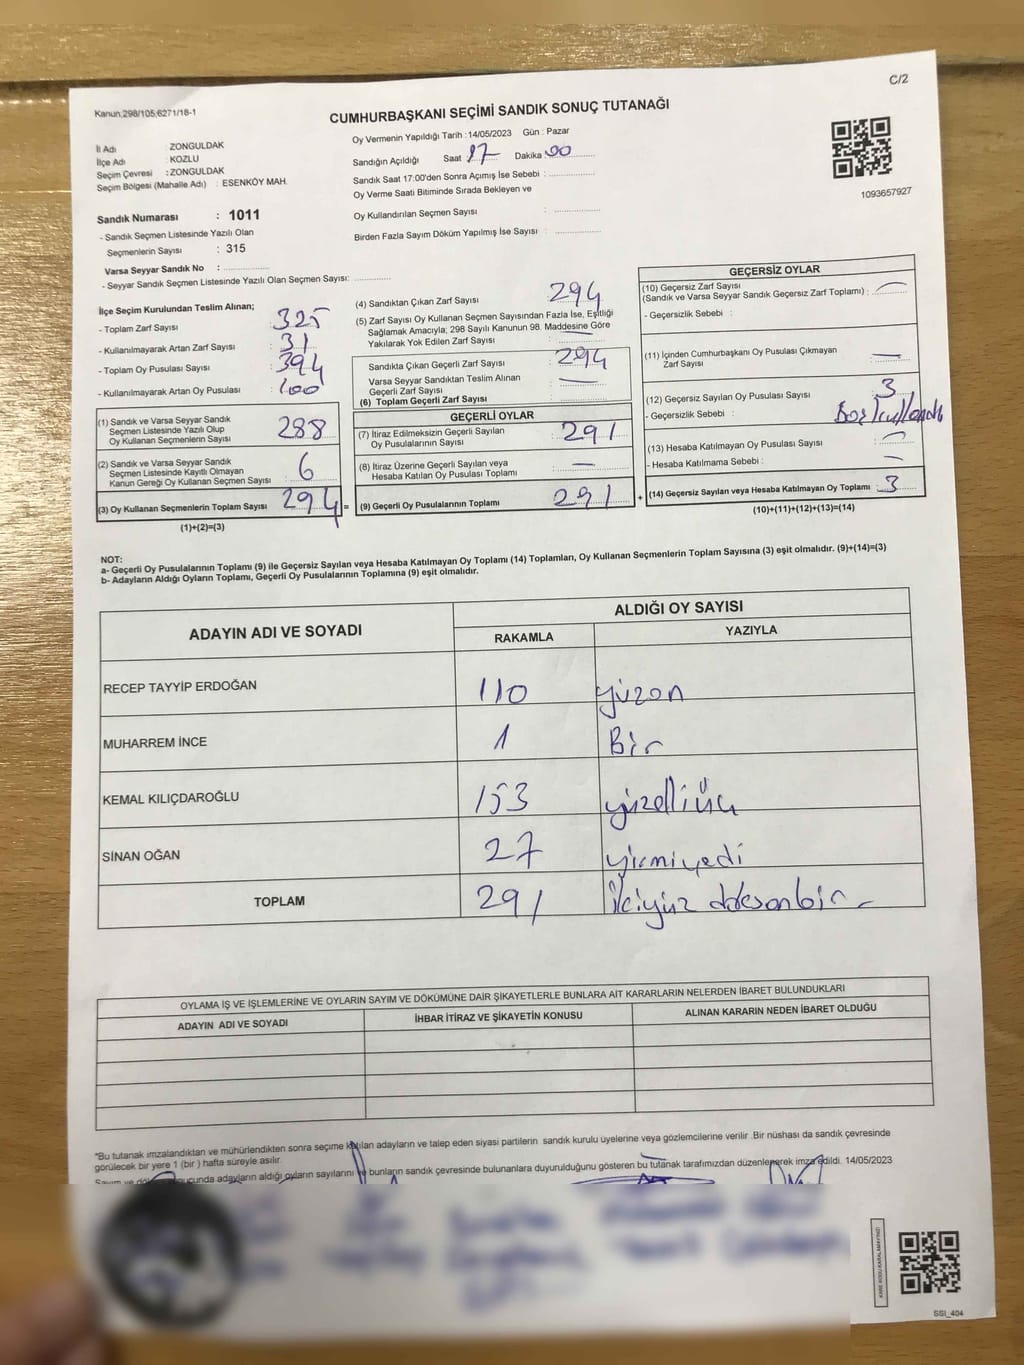 C/2
Kanun:298/105;6271/18-1
CUMHURBAŞKANI SEÇİMİ SANDIK SONUÇ TUTANAĞI
İl Adı : ZONGULDAK
İlçe Adı : KOZLU
Seçim Çevresi : ZONGULDAK
Seçim Bölgesi (Mahalle Adı) : ESENKÖY MAH.
Sandık Numarası : 1011
- Sandık Seçmen Listesinde Yazılı Olan
Seçmenlerin Sayısı : 315
Varsa Seyyar Sandık No :
- Seyyar Sandık Seçmen Listesinde Yazılı Olan Seçmen Sayısı:
Oy Vermenin Yapıldığı Tarih : 14/05/2023 Gün : Pazar
Sandığın Açıldığı Saat 17 Dakika 00
Sandık Saat 17:00'den Sonra Açımış İse Sebebi :
Oy Verme Saati Bitiminde Sırada Bekleyen ve
Oy Kullandırılan Seçmen Sayısı :
Birden Fazla Sayım Döküm Yapılmış İse Sayısı :
1093657927
İlçe Seçim Kurulundan Teslim Alınan;
- Toplam Zarf Sayısı : 325
- Kullanılmayarak Artan Zarf Sayısı : 31
- Toplam Oy Pusulası Sayısı : 394
- Kullanılmayarak Artan Oy Pusulası : 100
(1) Sandık ve Varsa Seyyar Sandık
Seçmen Listesinde Yazılı Olup
Oy Kullanan Seçmenlerin Sayısı 288
(2) Sandık ve Varsa Seyyar Sandık
Seçmen Listesinde Kayıtlı Olmayan
Kanun Gereği Oy Kullanan Seçmen Sayısı : 6
(3) Oy Kullanan Seçmenlerin Toplam Sayısı 294 =
(1)+(2)=(3)
(4) Sandıktan Çıkan Zarf Sayısı : 294
(5) Zarf Sayısı Oy Kullanan Seçmen Sayısından Fazla İse, Eşitliği
Sağlamak Amacıyla; 298 Sayılı Kanunun 98. Maddesine Göre
Yakılarak Yok Edilen Zarf Sayısı : —
Sandıkta Çıkan Geçerli Zarf Sayısı : 294
Varsa Seyyar Sandıktan Teslim Alınan
Geçerli Zarf Sayısı —
(6) Toplam Geçerli Zarf Sayısı
GEÇERLİ OYLAR
(7) İtiraz Edilmeksizin Geçerli Sayılan
Oy Pusulalarının Sayısı : 291
(8) İtiraz Üzerine Geçerli Sayılan veya
Hesaba Katılan Oy Pusulası Toplamı —
(9) Geçerli Oy Pusulalarının Toplamı 291 +
GEÇERSİZ OYLAR
(10) Geçersiz Zarf Sayısı
(Sandık ve Varsa Seyyar Sandık Geçersiz Zarf Toplamı) : —
- Geçersizlik Sebebi :
(11) İçinden Cumhurbaşkanı Oy Pusulası Çıkmayan
Zarf Sayısı —
(12) Geçersiz Sayılan Oy Pusulası Sayısı : 3
- Geçersizlik Sebebi : Boş kullanıldı
(13) Hesaba Katılmayan Oy Pusulası Sayısı : —
- Hesaba Katılmama Sebebi : —
(14) Geçersiz Sayılan veya Hesaba Katılmayan Oy Toplamı : 3
(10)+(11)+(12)+(13)=(14)
NOT:
a- Geçerli Oy Pusulalarının Toplamı (9) ile Geçersiz Sayılan veya Hesaba Katılmayan Oy Toplamı (14) Toplamları, Oy Kullanan Seçmenlerin Toplam Sayısına (3) eşit olmalıdır. (9)+(14)=(3)
b- Adayların Aldığı Oyların Toplamı, Geçerli Oy Pusulalarının Toplamına (9) eşit olmalıdır.
ADAYIN ADI VE SOYADI ALDIĞI OY SAYISI
RAKAMLA YAZIYLA
RECEP TAYYİP ERDOĞAN 110 yüzon
MUHARREM İNCE 1 Bir
KEMAL KILIÇDAROĞLU 153 yüzelliüç
SİNAN OĞAN 27 yirmiyedi
TOPLAM 291 ikiyüz doksanbir
OYLAMA İŞ VE İŞLEMLERİNE VE OYLARIN SAYIM VE DÖKÜMÜNE DAİR ŞİKAYETLERLE BUNLARA AİT KARARLARIN NELERDEN İBARET BULUNDUKLARI
ADAYIN ADI VE SOYADI İHBAR İTİRAZ VE ŞİKAYETİN KONUSU ALINAN KARARIN NEDEN İBARET OLDUĞU
"Bu tutanak imzalandıktan ve mühürlendikten sonra seçime katılan adayların ve talep eden siyasi partilerin sandık kurulu üyelerine veya gözlemcilerine verilir .Bir nüshası da sandık çevresinde
görülecek bir yere 1 (bir ) hafta süreyle asılır.
Sayım ve adayların aldığı oyların sayılarını ve bunların sandık çevresinde bulunanlara duyurulduğunu gösteren bu tutanak tarafımızdan düzenlenerek imza edildi. 14/05/2023
KARE KODU KARALAMAYINIZ!
SSI_404